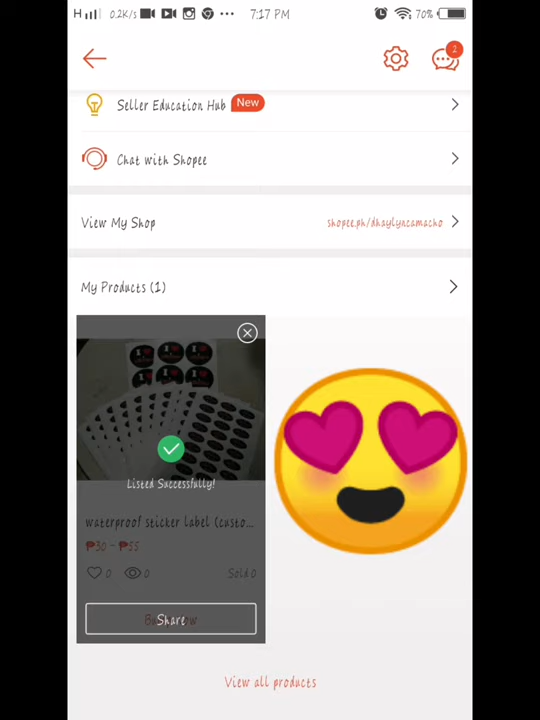 H 0.2K/s 7:17 PM 70%
2
Seller Education Hub New
Chat with Shopee
View My Shop shopee.ph/dhaylyncamacho
My Products (1)
Listed Successfully!
waterproof sticker label (custo...
₱30 - ₱55
0 0 Sold 0
Share
View all products